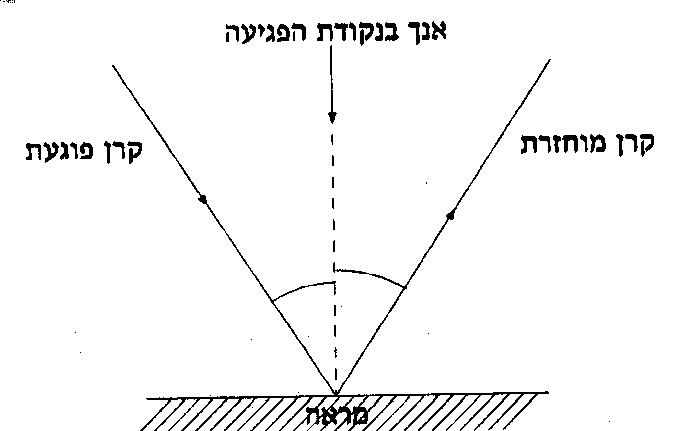 אנך בנקודת הפגיעה
קרן פוגעת
קרן מוחזרת
מראה